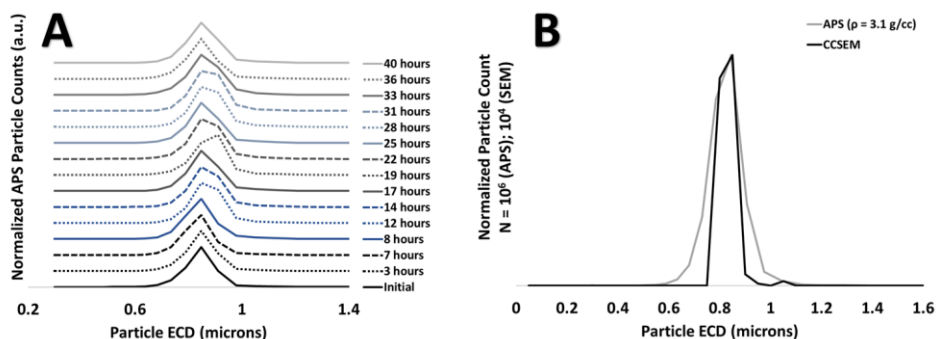 A
Normalized APS Particle Counts (a.u.)
40 hours
36 hours
33 hours
31 hours
28 hours
25 hours
22 hours
19 hours
17 hours
14 hours
12 hours
8 hours
7 hours
3 hours
Initial
0.2 0.6 1 1.4
Particle ECD (microns)
B
Normalized Particle Count
N = 10⁶ (APS); 10⁴ (SEM)
APS (ρ = 3.1 g/cc)
CCSEM
0 0.2 0.4 0.6 0.8 1 1.2 1.4 1.6
Particle ECD (microns)